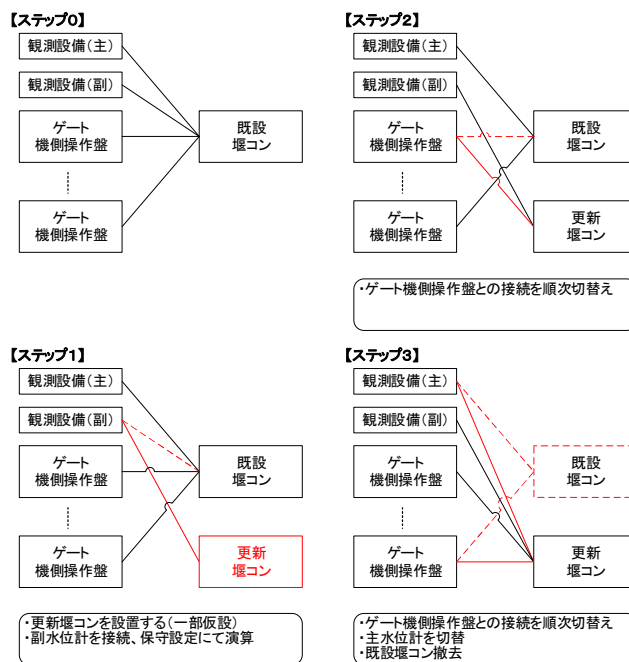 【ステップ0】
観測設備(主)
観測設備(副)
ゲート
機側操作盤
ゲート
機側操作盤
既設
堰コン
【ステップ2】
観測設備(主)
観測設備(副)
ゲート
機側操作盤
ゲート
機側操作盤
既設
堰コン
更新
堰コン
・ゲート機側操作盤との接続を順次切替え
【ステップ1】
観測設備(主)
観測設備(副)
ゲート
機側操作盤
ゲート
機側操作盤
既設
堰コン
更新
堰コン
・更新堰コンを設置する(一部仮設)
・副水位計を接続、保守設定にて演算
【ステップ3】
観測設備(主)
観測設備(副)
ゲート
機側操作盤
ゲート
機側操作盤
既設
堰コン
更新
堰コン
・ゲート機側操作盤との接続を順次切替え
・主水位計を切替
・既設堰コン撤去